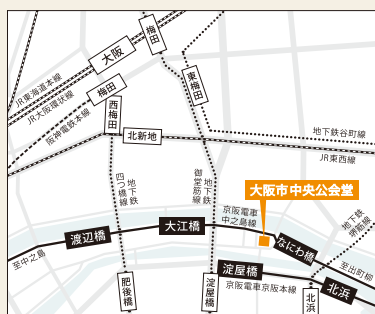 梅田
大阪
東梅田
梅田
西梅田
北新地
JR東海道本線
JR大阪環状線
阪神電鉄本線
地下鉄谷町線
JR東西線
地下鉄
四つ橋線
地下鉄
御堂筋線
大阪市中央公会堂
京阪電車
中之島線
地下鉄
堺筋線
大江橋
渡辺橋
なにわ橋
至中之島
至出町柳
淀屋橋
京阪電車京阪本線
北浜
肥後橋
淀屋橋
北浜